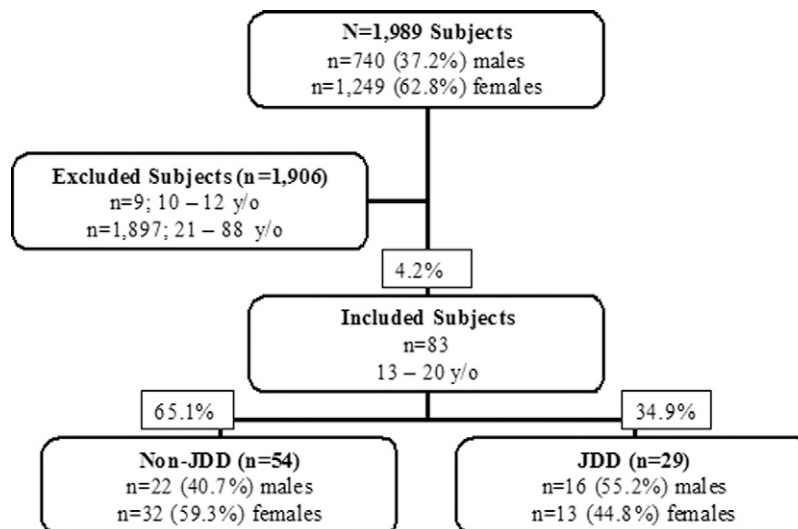 N=1,989 Subjects
n=740 (37.2%) males
n=1,249 (62.8%) females
Excluded Subjects (n=1,906)
n=9; 10 – 12 y/o
n=1,897; 21 – 88 y/o
4.2%
Included Subjects
n=83
13 – 20 y/o
65.1%
34.9%
Non-JDD (n=54)
n=22 (40.7%) males
n=32 (59.3%) females
JDD (n=29)
n=16 (55.2%) males
n=13 (44.8%) females